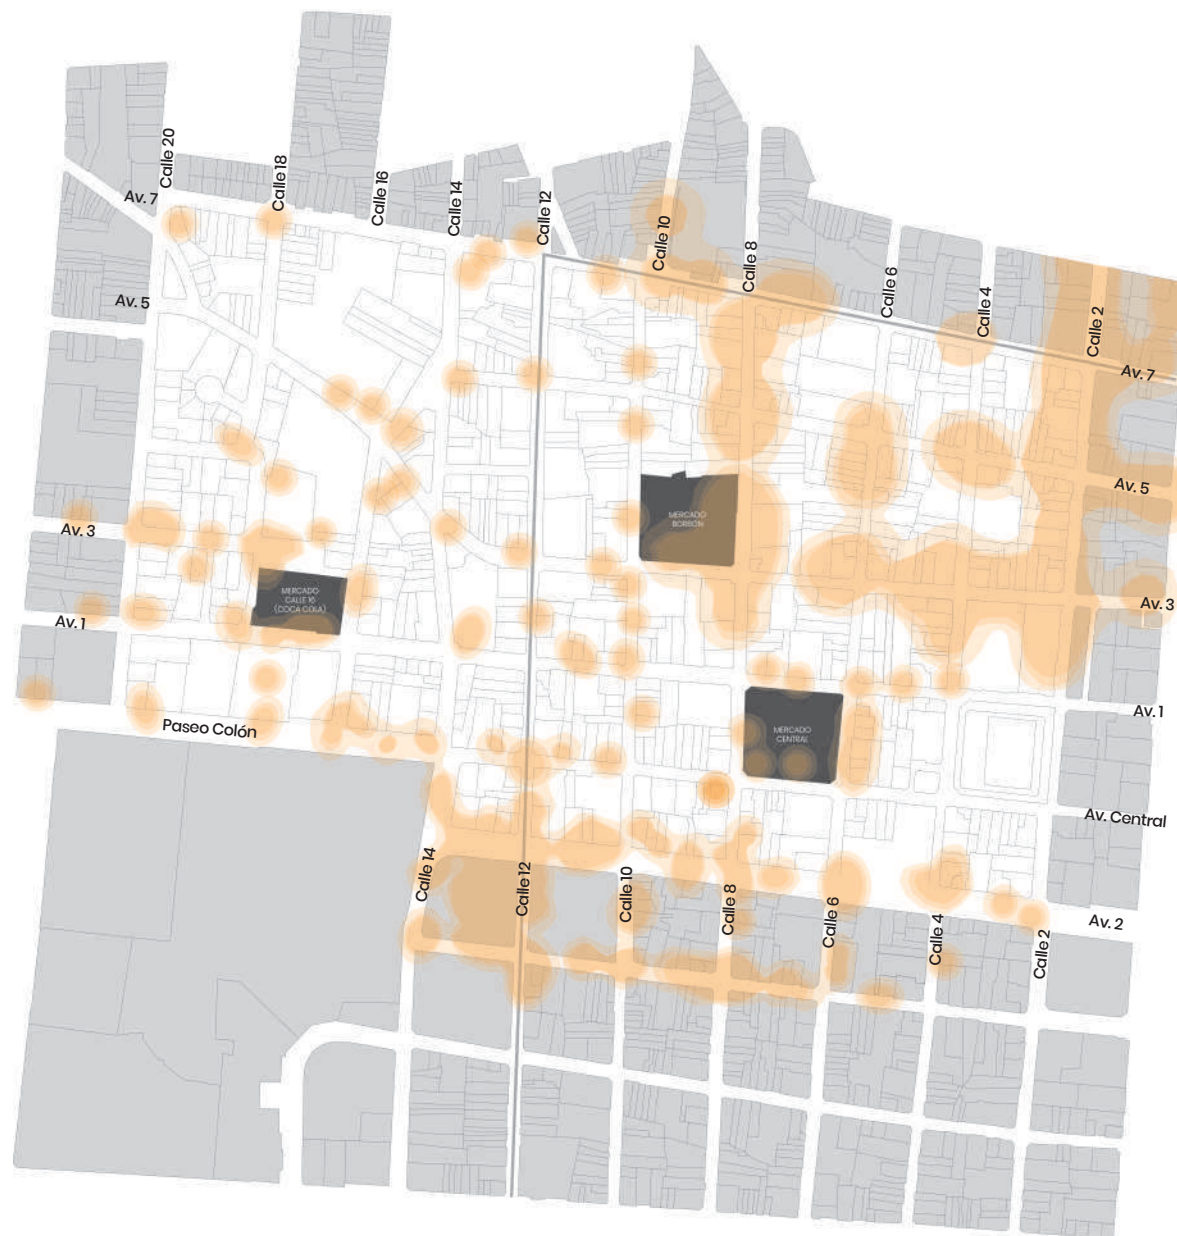 Calle 20
Calle 18
Calle 16
Calle 14
Calle 12
Calle 10
Calle 8
Calle 6
Calle 4
Calle 2
Av. 7
Av. 5
Av. 7
Av. 5
Av. 3
MERCADO
BORBÓN
MERCADO
CALLE 16
(COCA COLA)
Av. 3
Av. 1
Av. 1
Paseo Colón
MERCADO
CENTRAL
Av. Central
Calle 14
Calle 12
Calle 10
Calle 8
Calle 6
Calle 4
Calle 2
Av. 2